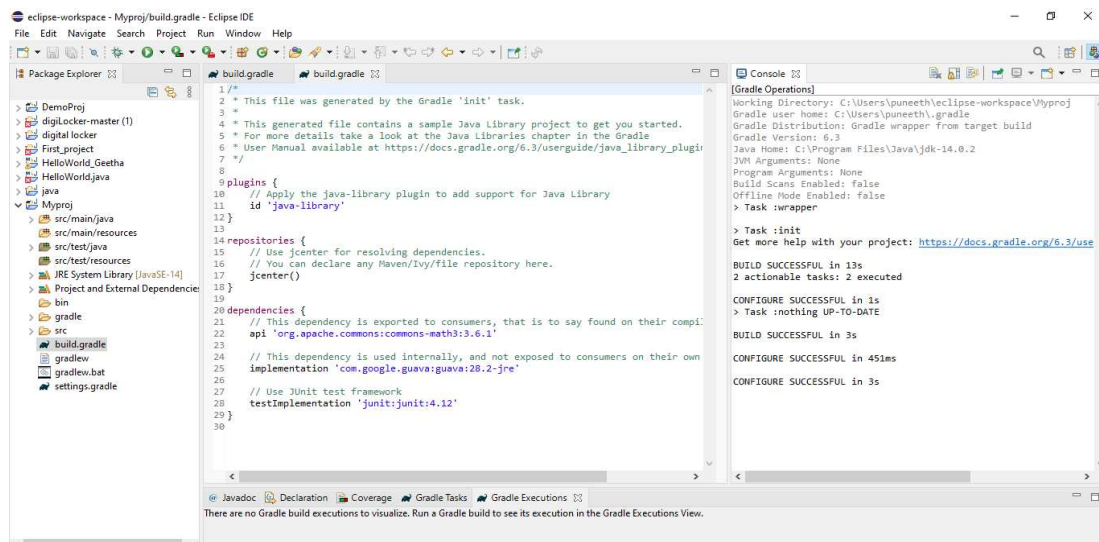 eclipse-workspace - Myproj/build.gradle - Eclipse IDE
File Edit Navigate Search Project Run Window Help
Package Explorer
DemoProj
digiLocker-master (1)
digital locker
First_project
HelloWorld_Geetha
HelloWorld.java
java
Myproj
src/main/java
src/main/resources
src/test/java
src/test/resources
JRE System Library [JavaSE-14]
Project and External Dependencies
bin
gradle
src
build.gradle
gradlew
gradlew.bat
settings.gradle
build.gradle build.gradle
1 /*
2 * This file was generated by the Gradle 'init' task.
3 *
4 * This generated file contains a sample Java Library project to get you started.
5 * For more details take a look at the Java Libraries chapter in the Gradle
6 * User Manual available at https://docs.gradle.org/6.3/userguide/java_library_plugin
7 */
8
9 plugins {
10 // Apply the java-library plugin to add support for Java Library
11 id 'java-library'
12 }
13
14 repositories {
15 // Use jcenter for resolving dependencies.
16 // You can declare any Maven/Ivy/file repository here.
17 jcenter()
18 }
19
20 dependencies {
21 // This dependency is exported to consumers, that is to say found on their compil
22 api 'org.apache.commons:commons-math3:3.6.1'
23
24 // This dependency is used internally, and not exposed to consumers on their own
25 implementation 'com.google.guava:guava:28.2-jre'
26
27 // Use JUnit test framework
28 testImplementation 'junit:junit:4.12'
29 }
30
Console
[Gradle Operations]
Working Directory: C:\Users\puneeth\eclipse-workspace\Myproj
Gradle user home: C:\Users\puneeth\.gradle
Gradle Distribution: Gradle wrapper from target build
Gradle Version: 6.3
Java Home: C:\Program Files\Java\jdk-14.0.2
JVM Arguments: None
Program Arguments: None
Build Scans Enabled: false
Offline Mode Enabled: false
> Task :wrapper
> Task :init
Get more help with your project: https://docs.gradle.org/6.3/use
BUILD SUCCESSFUL in 13s
2 actionable tasks: 2 executed
CONFIGURE SUCCESSFUL in 1s
> Task :nothing UP-TO-DATE
BUILD SUCCESSFUL in 3s
CONFIGURE SUCCESSFUL in 451ms
CONFIGURE SUCCESSFUL in 3s
Javadoc Declaration Coverage Gradle Tasks Gradle Executions
There are no Gradle build executions to visualize. Run a Gradle build to see its execution in the Gradle Executions View.